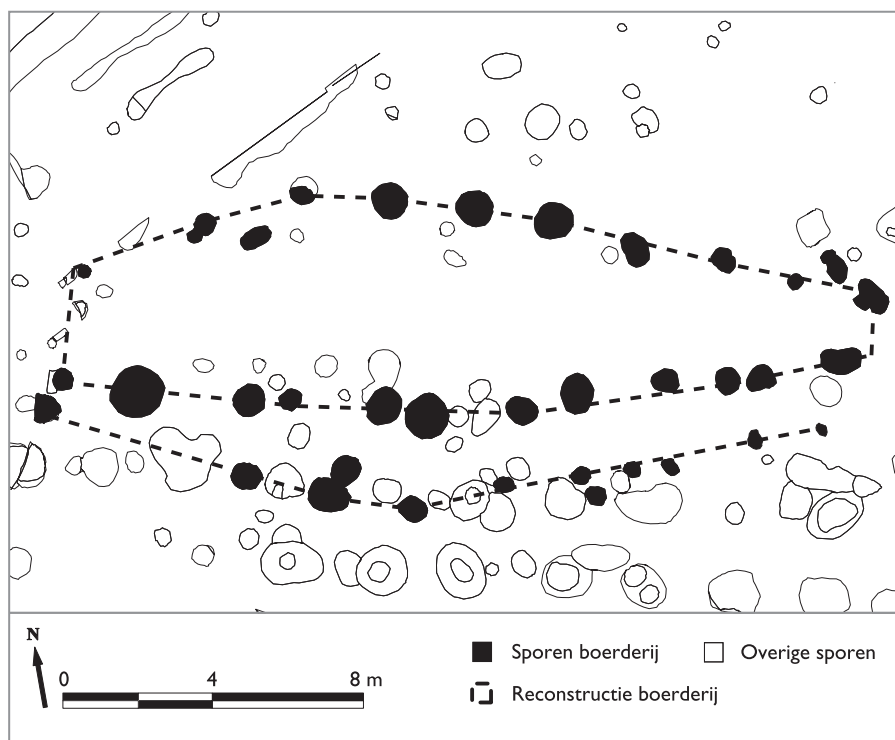 N
0 4 8 m
Sporen boerderij
Overige sporen
Reconstructie boerderij